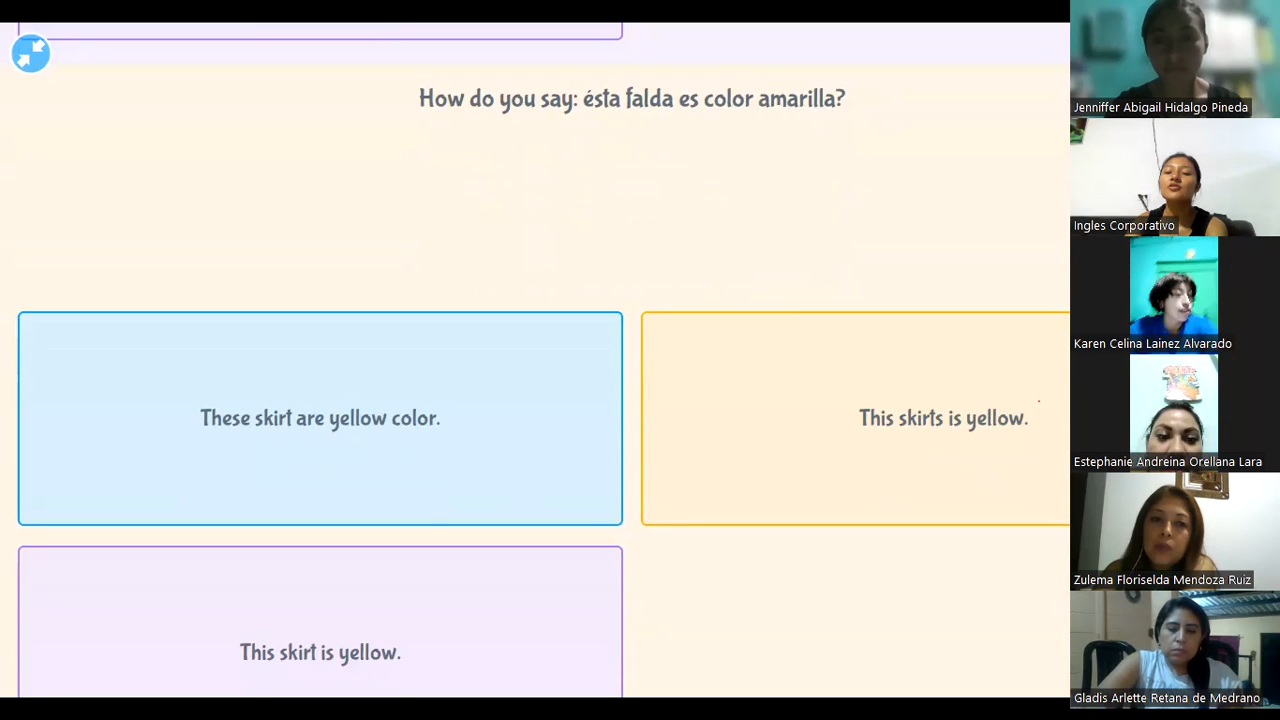 How do you say: ésta falda es color amarilla?
These skirt are yellow color.
This skirts is yellow.
This skirt is yellow.
Jenniffer Abigail Hidalgo Pineda
Ingles Corporativo
Karen Celina Lainez Alvarado
Estephanie Andreina Orellana Lara
Zulema Floriselda Mendoza Ruiz
Gladis Arlette Retana de Medrano